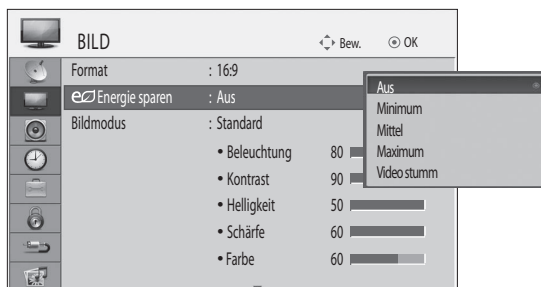 BILD Bew. OK
Format : 16:9
Energie sparen : Aus
Bildmodus : Standard
• Beleuchtung 80
• Kontrast 90
• Helligkeit 50
• Schärfe 60
• Farbe 60
Aus
Minimum
Mittel
Maximum
Video stumm